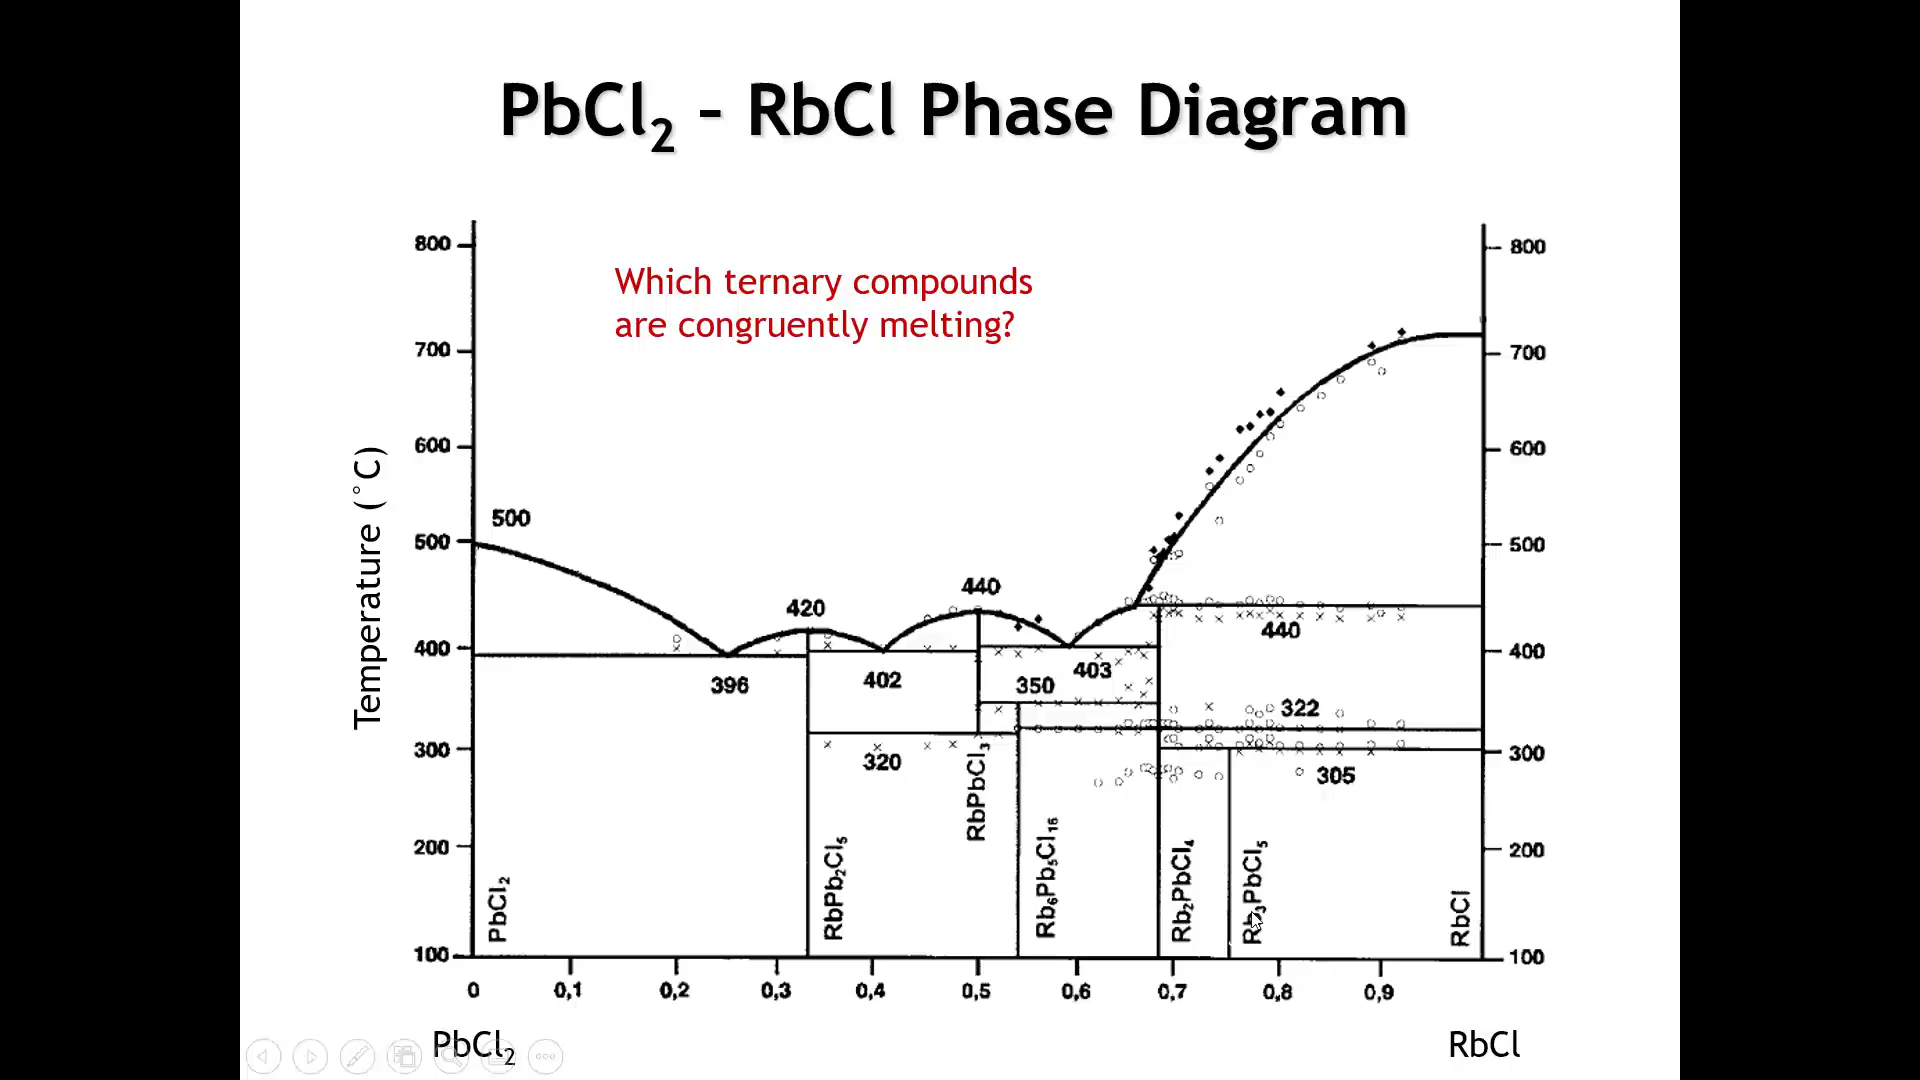 PbCl₂ – RbCl Phase Diagram
Which ternary compounds
are congruently melting?
Temperature (°C)
800
700
600
500
400
300
200
100
800
700
600
500
400
300
200
100
500
420
440
396
402
350
403
440
320
322
305
PbCl₂
RbPb₂Cl₅
RbPbCl₃
Rb₆Pb₅Cl₁₆
Rb₂PbCl₄
Rb₃PbCl₅
RbCl
0 0,1 0,2 0,3 0,4 0,5 0,6 0,7 0,8 0,9
PbCl₂ RbCl